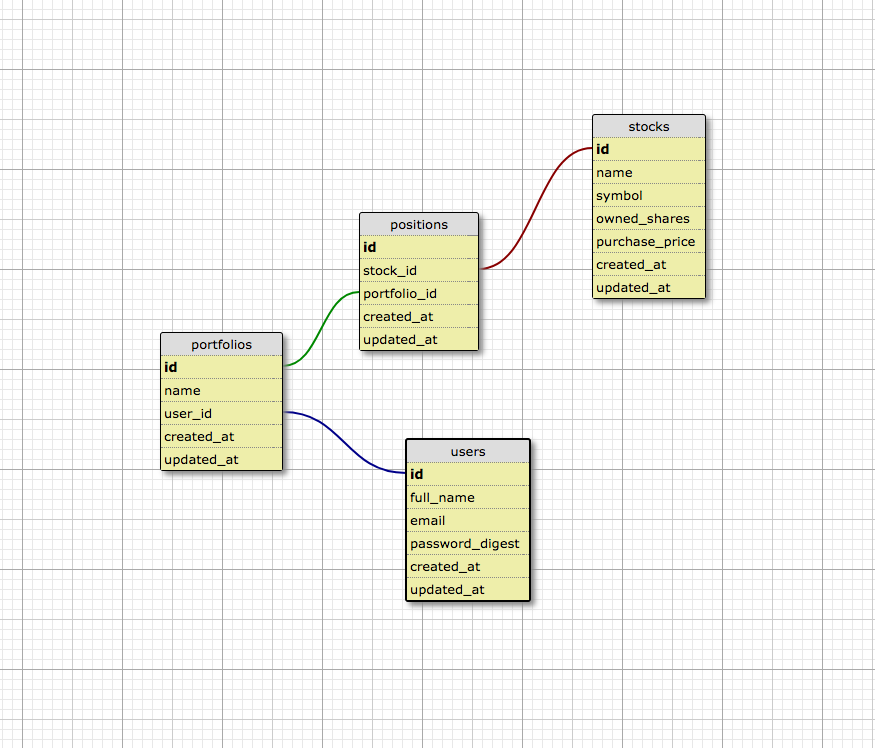 stocks
id
name
symbol
owned_shares
purchase_price
created_at
updated_at
positions
id
stock_id
portfolio_id
created_at
updated_at
portfolios
id
name
user_id
created_at
updated_at
users
id
full_name
email
password_digest
created_at
updated_at